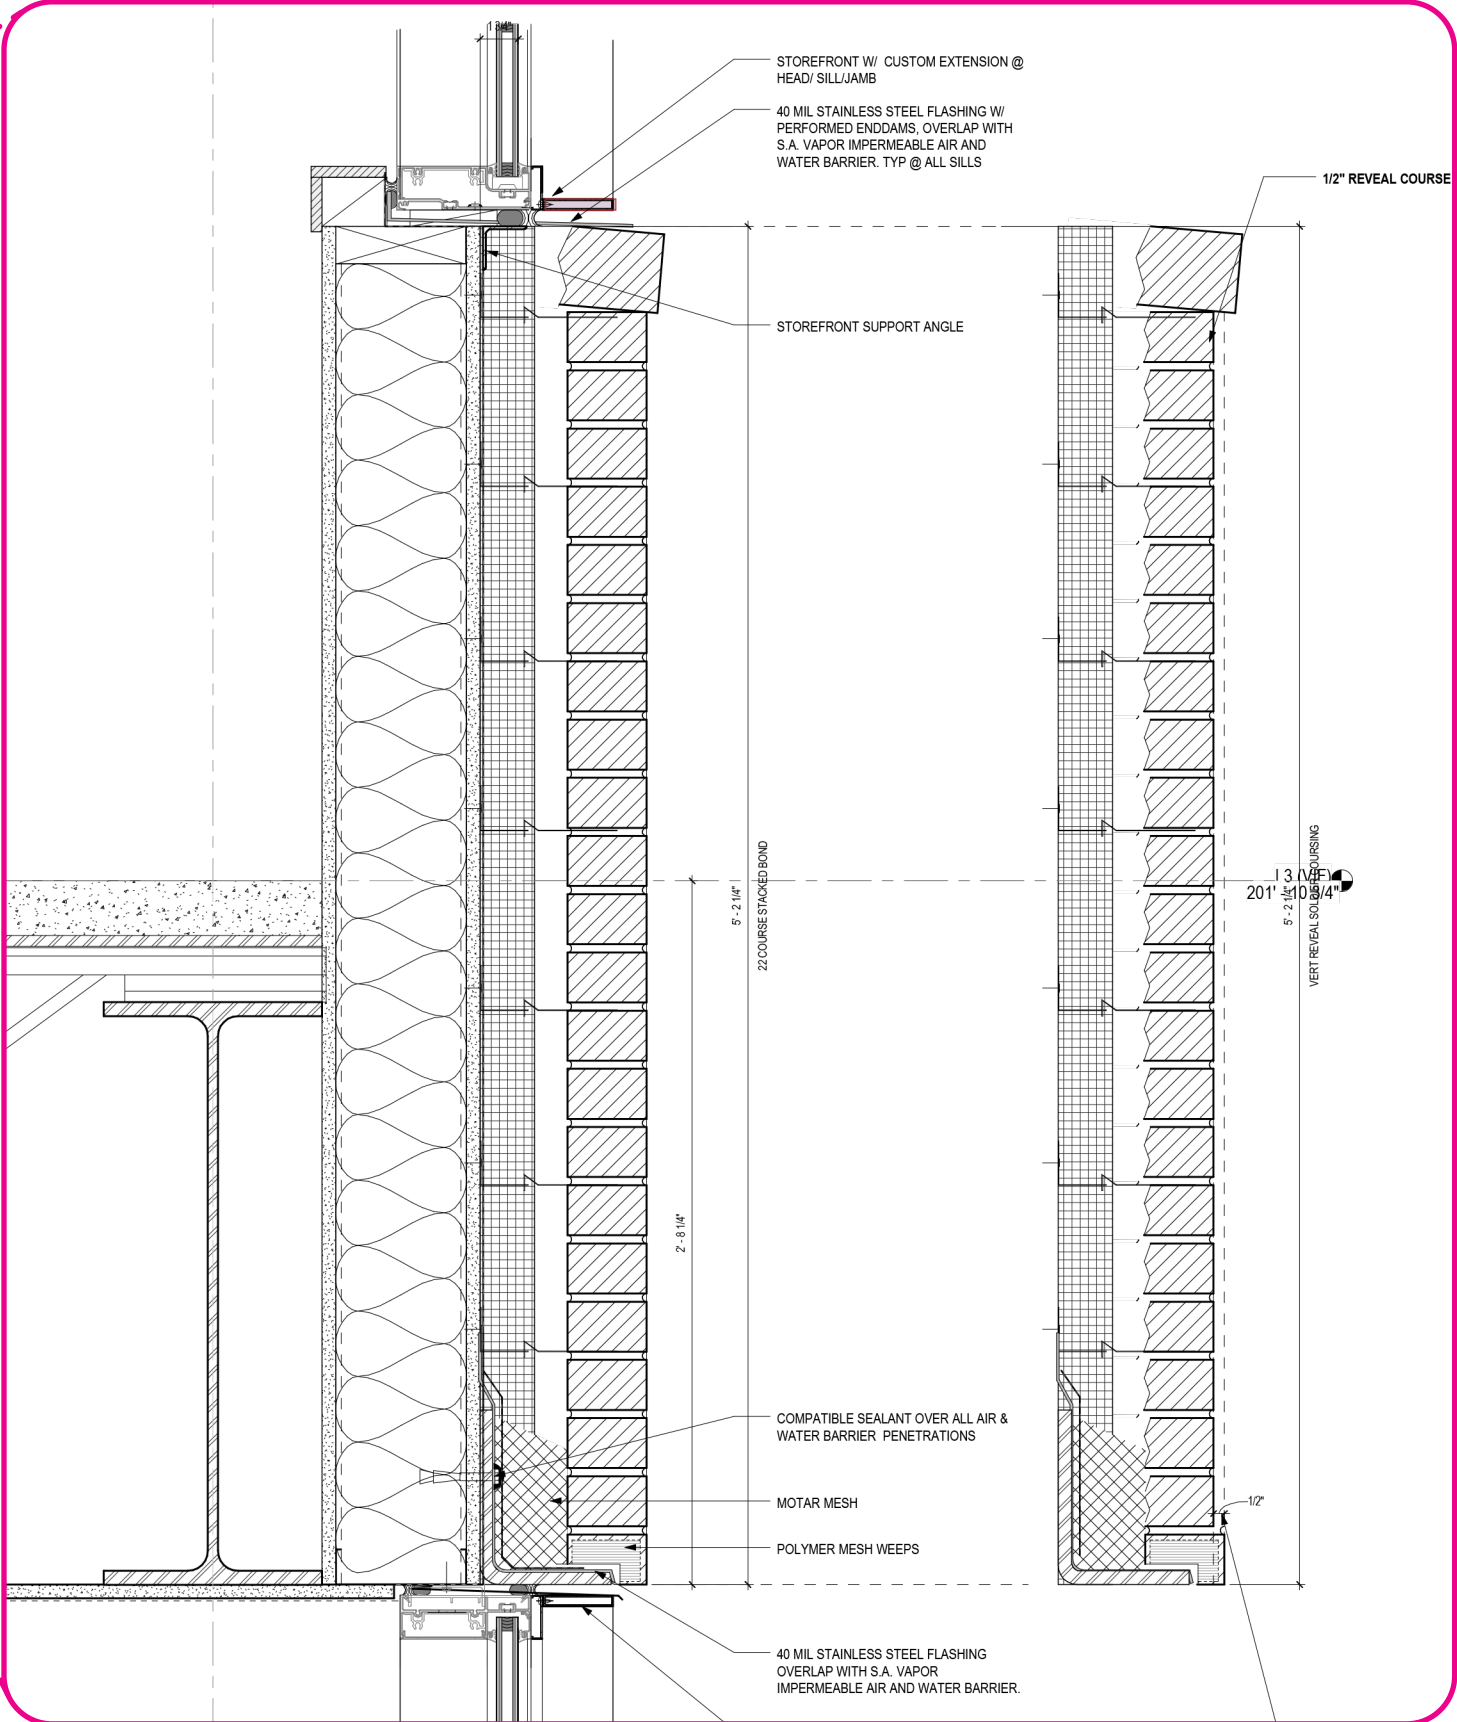 1 3/4"
STOREFRONT W/ CUSTOM EXTENSION @
HEAD/ SILL/JAMB
40 MIL STAINLESS STEEL FLASHING W/
PERFORMED ENDDAMS, OVERLAP WITH
S.A. VAPOR IMPERMEABLE AIR AND
WATER BARRIER. TYP @ ALL SILLS
1/2" REVEAL COURSE
STOREFRONT SUPPORT ANGLE
5' - 2 1/4"
22 COURSE STACKED BOND
2' - 8 1/4"
5' - 2 1/4"
VERT REVEAL SOLDIER COURSING
3 (VIF)
201' - 10 3/4"
COMPATIBLE SEALANT OVER ALL AIR &
WATER BARRIER PENETRATIONS
MOTAR MESH
1/2"
POLYMER MESH WEEPS
40 MIL STAINLESS STEEL FLASHING
OVERLAP WITH S.A. VAPOR
IMPERMEABLE AIR AND WATER BARRIER.